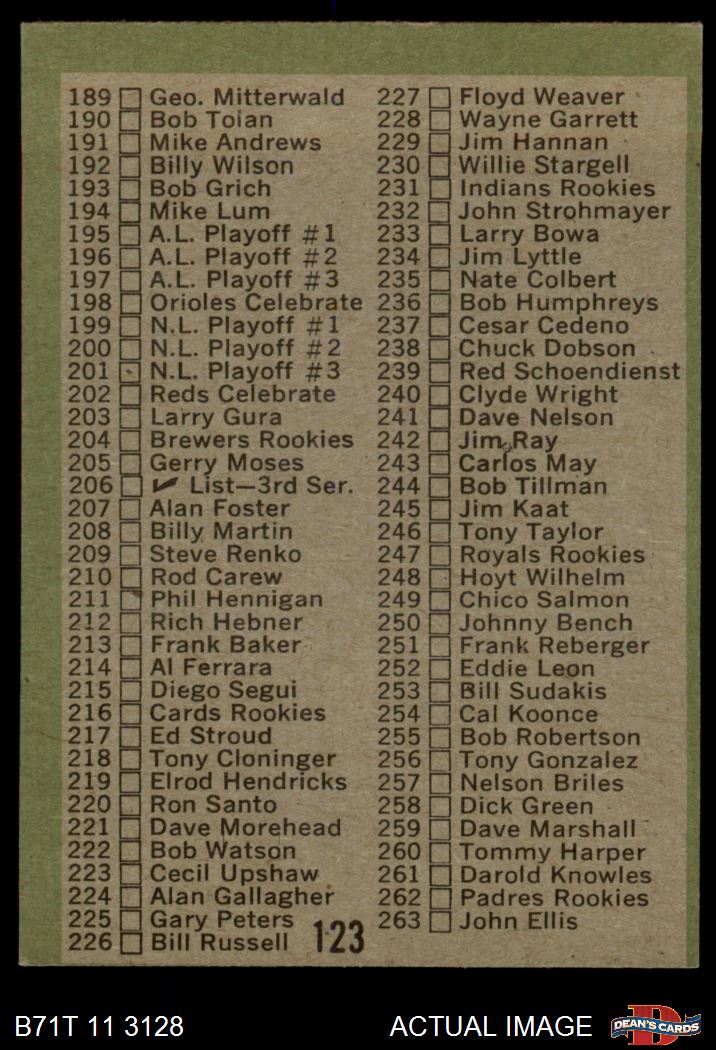 189 Geo. Mitterwald
190 Bob Tolan
191 Mike Andrews
192 Billy Wilson
193 Bob Grich
194 Mike Lum
195 A.L. Playoff #1
196 A.L. Playoff #2
197 A.L. Playoff #3
198 Orioles Celebrate
199 N.L. Playoff #1
200 N.L. Playoff #2
201 N.L. Playoff #3
202 Reds Celebrate
203 Larry Gura
204 Brewers Rookies
205 Gerry Moses
206 ✔ List—3rd Ser.
207 Alan Foster
208 Billy Martin
209 Steve Renko
210 Rod Carew
211 Phil Hennigan
212 Rich Hebner
213 Frank Baker
214 Al Ferrara
215 Diego Segui
216 Cards Rookies
217 Ed Stroud
218 Tony Cloninger
219 Elrod Hendricks
220 Ron Santo
221 Dave Morehead
222 Bob Watson
223 Cecil Upshaw
224 Alan Gallagher
225 Gary Peters
226 Bill Russell
227 Floyd Weaver
228 Wayne Garrett
229 Jim Hannan
230 Willie Stargell
231 Indians Rookies
232 John Strohmayer
233 Larry Bowa
234 Jim Lyttle
235 Nate Colbert
236 Bob Humphreys
237 Cesar Cedeno
238 Chuck Dobson
239 Red Schoendienst
240 Clyde Wright
241 Dave Nelson
242 Jim Ray
243 Carlos May
244 Bob Tillman
245 Jim Kaat
246 Tony Taylor
247 Royals Rookies
248 Hoyt Wilhelm
249 Chico Salmon
250 Johnny Bench
251 Frank Reberger
252 Eddie Leon
253 Bill Sudakis
254 Cal Koonce
255 Bob Robertson
256 Tony Gonzalez
257 Nelson Briles
258 Dick Green
259 Dave Marshall
260 Tommy Harper
261 Darold Knowles
262 Padres Rookies
263 John Ellis
123
B71T 11 3128
ACTUAL IMAGE
D
DEAN'S CARDS